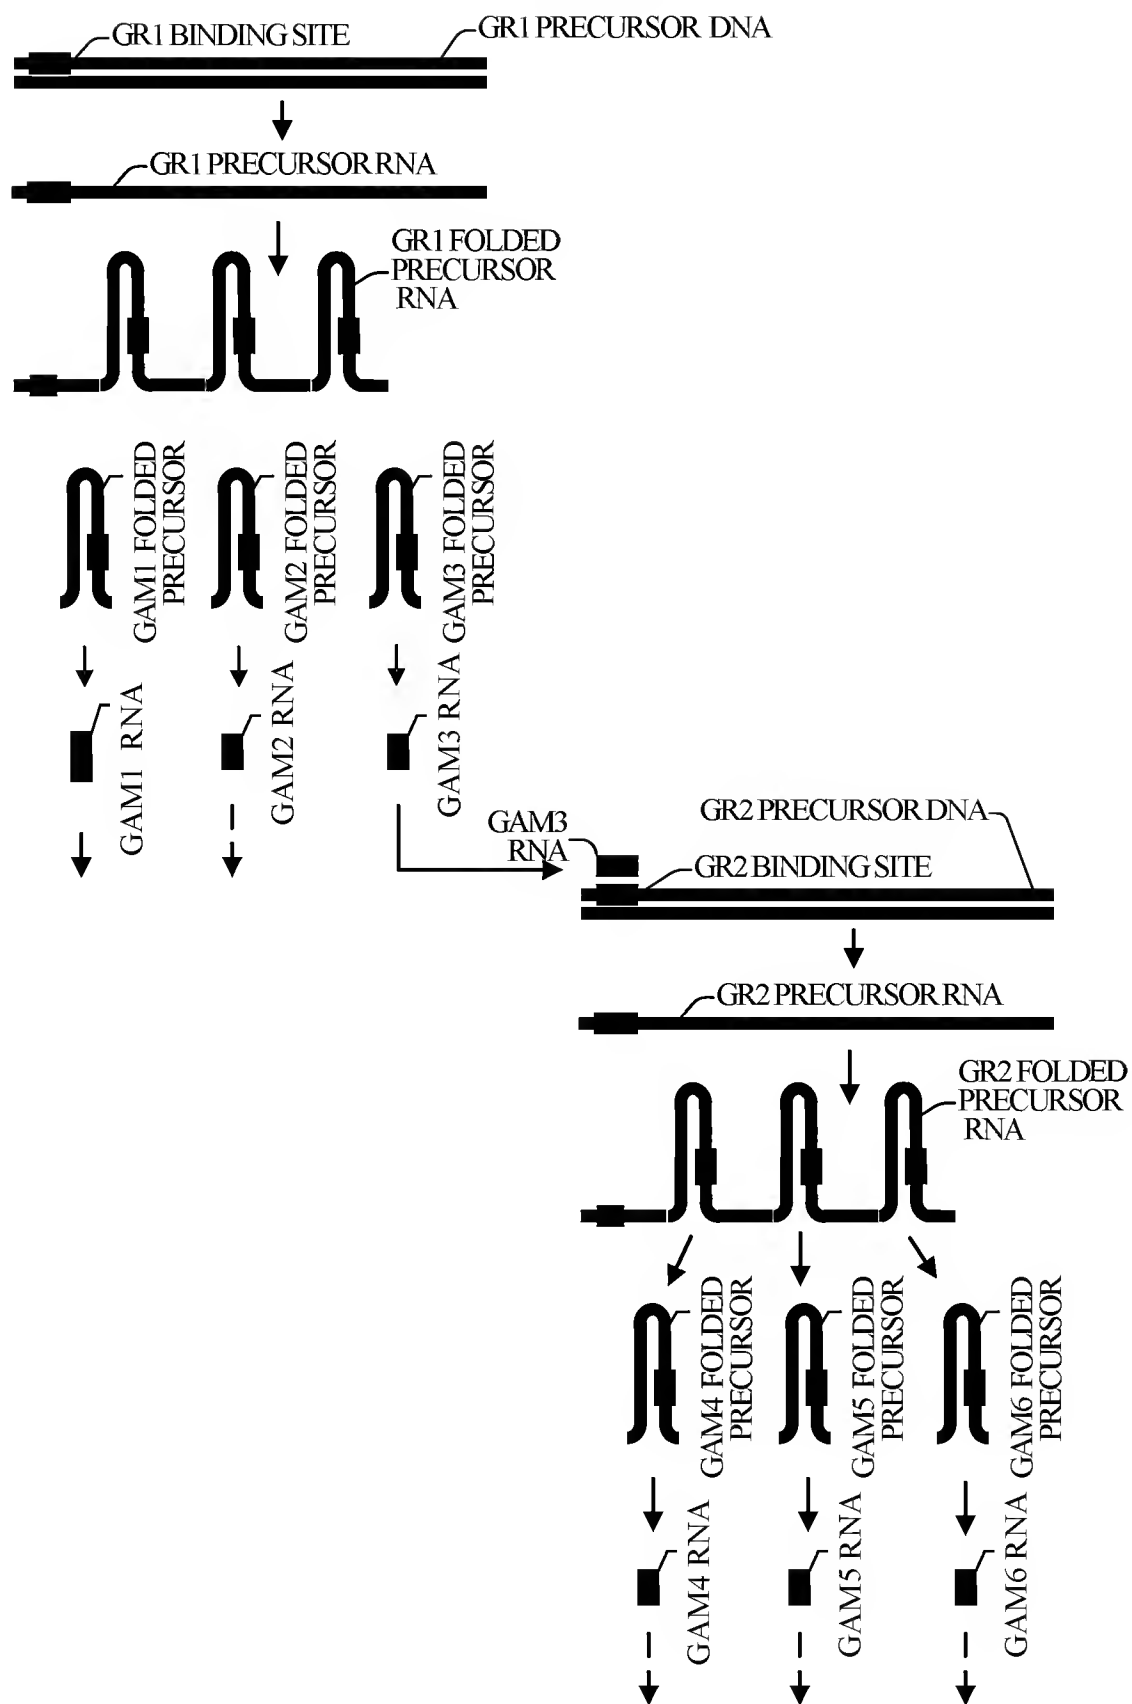 GR1 BINDING SITE
GR1 PRECURSOR DNA
GR1 PRECURSOR RNA
GR1 FOLDED
PRECURSOR
RNA
GAM1 FOLDED
PRECURSOR
GAM2 FOLDED
PRECURSOR
GAM3 FOLDED
PRECURSOR
GAM1 RNA
GAM2 RNA
GAM3 RNA
GAM3
RNA
GR2 PRECURSOR DNA
GR2 BINDING SITE
GR2 PRECURSOR RNA
GR2 FOLDED
PRECURSOR
RNA
GAM4 FOLDED
PRECURSOR
GAM5 FOLDED
PRECURSOR
GAM6 FOLDED
PRECURSOR
GAM4 RNA
GAM5 RNA
GAM6 RNA